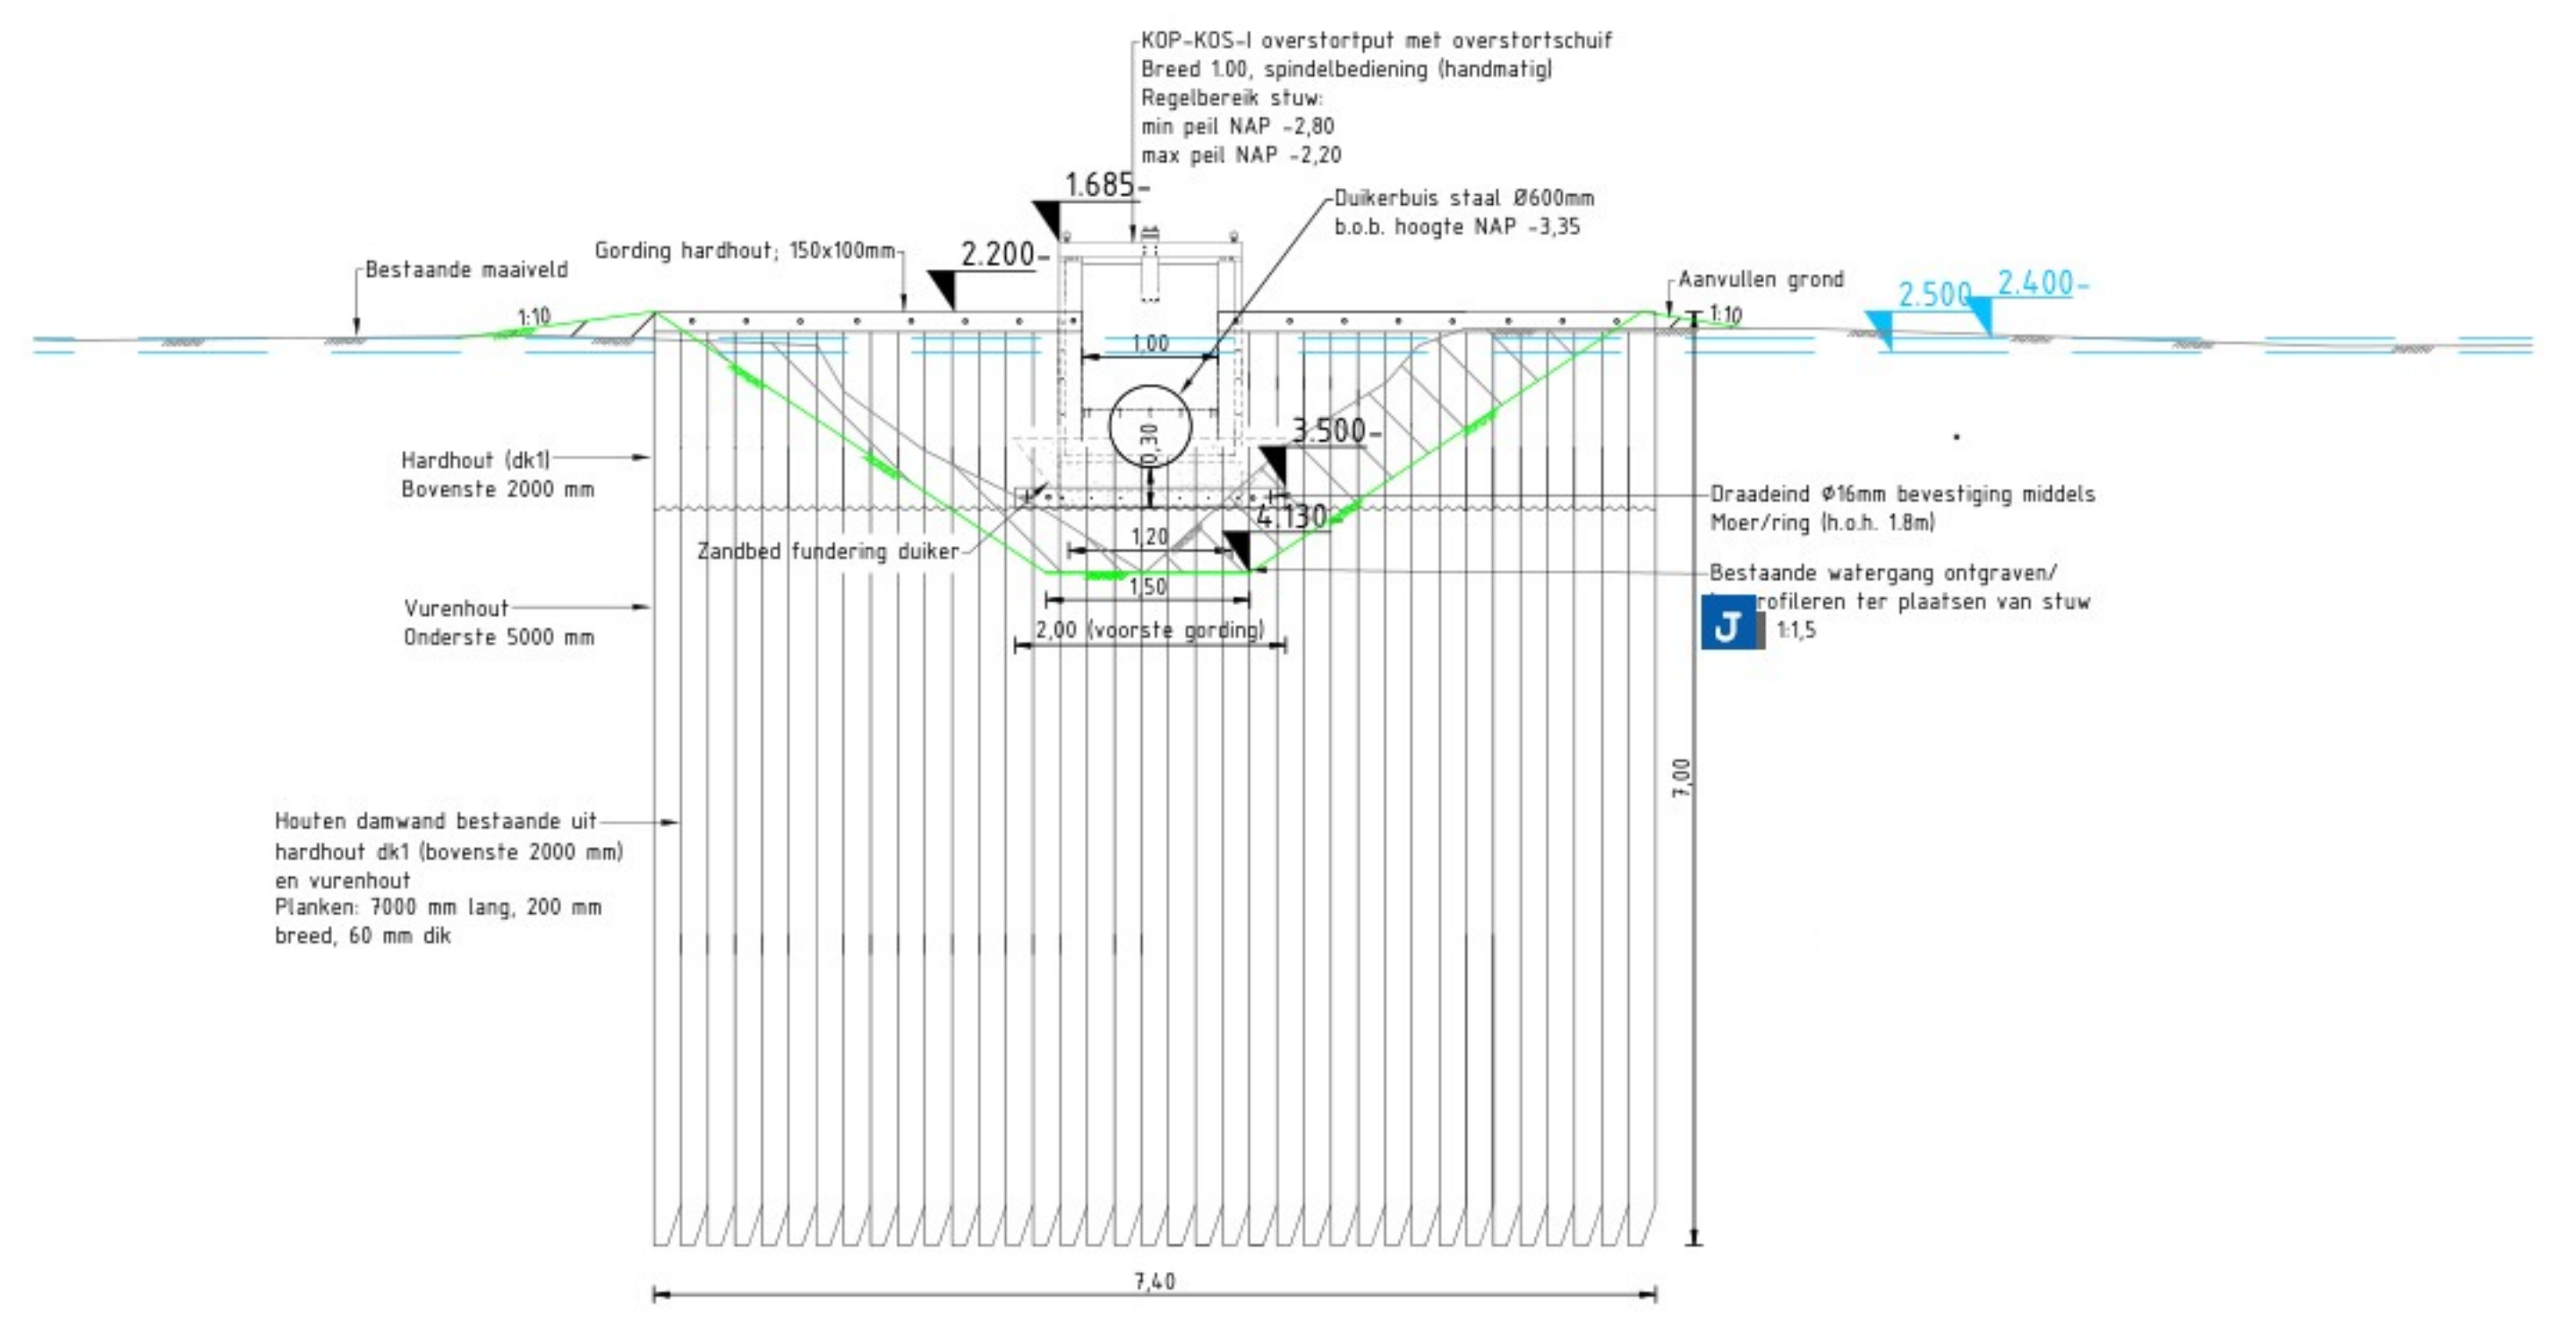 KOP-KOS-I overstortput met overstortschuif
Breed 1.00, spindelbediening (handmatig)
Regelbereik stuw:
min peil NAP -2,80
max peil NAP -2,20
1.685-
Duikerbuis staal Ø600mm
b.o.b. hoogte NAP -3,35
Gording hardhout; 150x100mm
2.200-
Bestaande maaiveld
Aanvullen grond
2.500
2.400-
1:10
1:10
1,00
0,30
3.500-
Hardhout (dk1)
Bovenste 2000 mm
Draadeind Ø16mm bevestiging middels
Moer/ring (h.o.h. 1.8m)
4.130
1,20
Zandbed fundering duiker
1,50
Bestaande watergang ontgraven/
rofileren ter plaatsen van stuw
J 1:1,5
Vurenhout
Onderste 5000 mm
2,00 (voorste gording)
7,00
Houten damwand bestaande uit
hardhout dk1 (bovenste 2000 mm)
en vurenhout
Planken: 7000 mm lang, 200 mm
breed, 60 mm dik
7,40